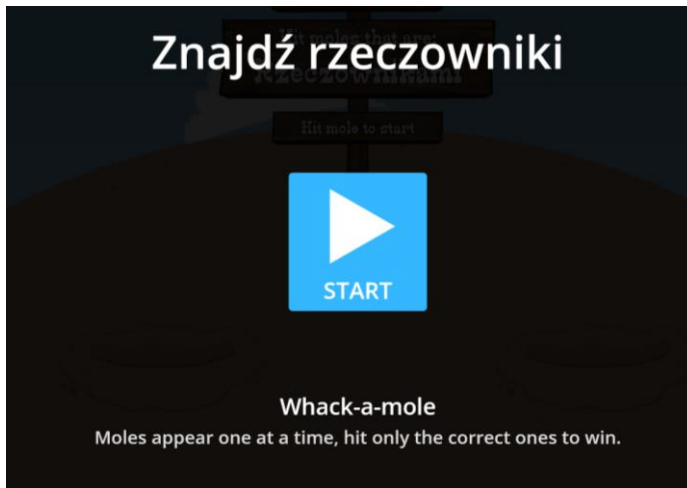 Znajdź rzeczowniki
Hit moles that are:
Rzeczownikami
Hit mole to start
START
Whack-a-mole
Moles appear one at a time, hit only the correct ones to win.